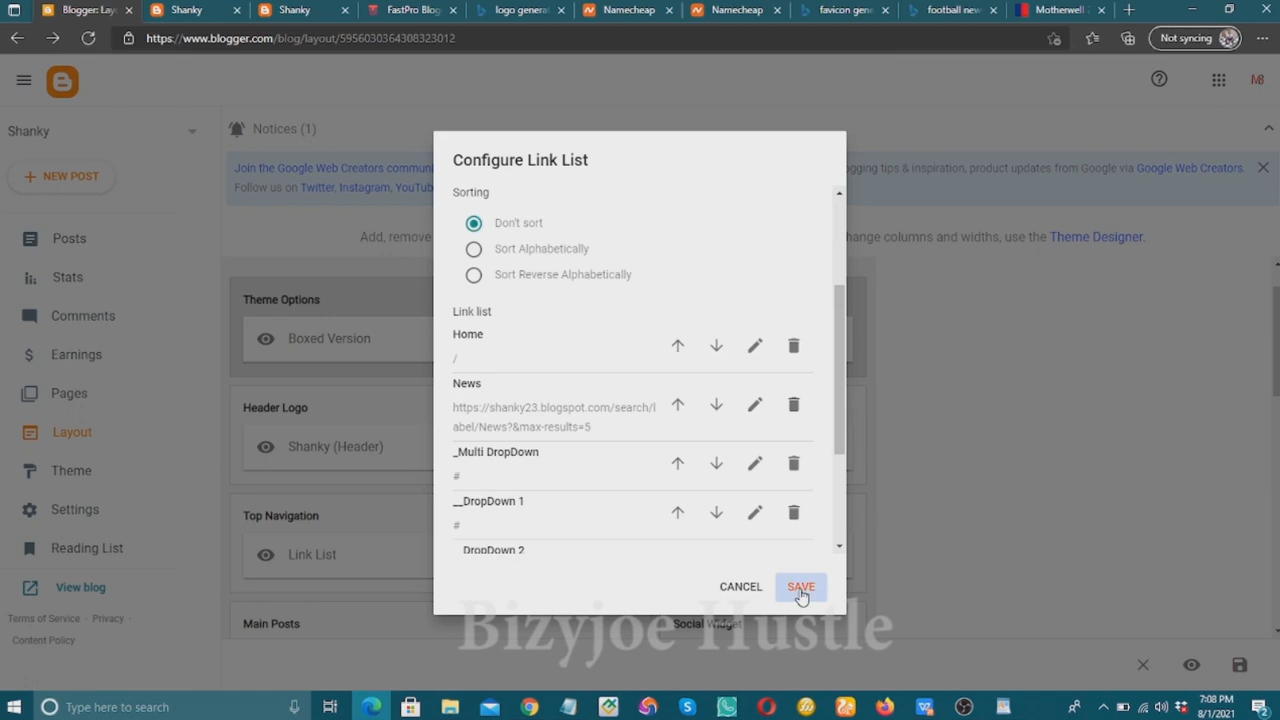 Blogger: La
Shanky
Shanky
FastPro Blog
logo general
Namecheap
Namecheap
favicon gene
football new
Motherwell
https://www.blogger.com/blog/layout/5956030364308323012
Not syncing
Shanky
NEW POST
Posts
Stats
Comments
Earnings
Pages
Layout
Theme
Settings
Reading List
View blog
Terms of Service · Privacy ·
Content Policy
Notices (1)
Join the Google Web Creators commun
ogging tips & inspiration, product updates from Google via Google Web Creators.
Follow us on Twitter, Instagram, YouTub
Add, remove
hange columns and widths, use the Theme Designer.
Theme Options
Boxed Version
Header Logo
Shanky (Header)
Top Navigation
Link List
Main Posts
Social Widget
Configure Link List
Sorting
Don't sort
Sort Alphabetically
Sort Reverse Alphabetically
Link list
Home
/
News
https://shanky23.blogspot.com/search/l
abel/News?&max-results=5
_Multi DropDown
#
__DropDown 1
#
__DropDown 2
CANCEL
SAVE
Bizyjoe Hustle
Type here to search
7:08 PM
8/1/2021